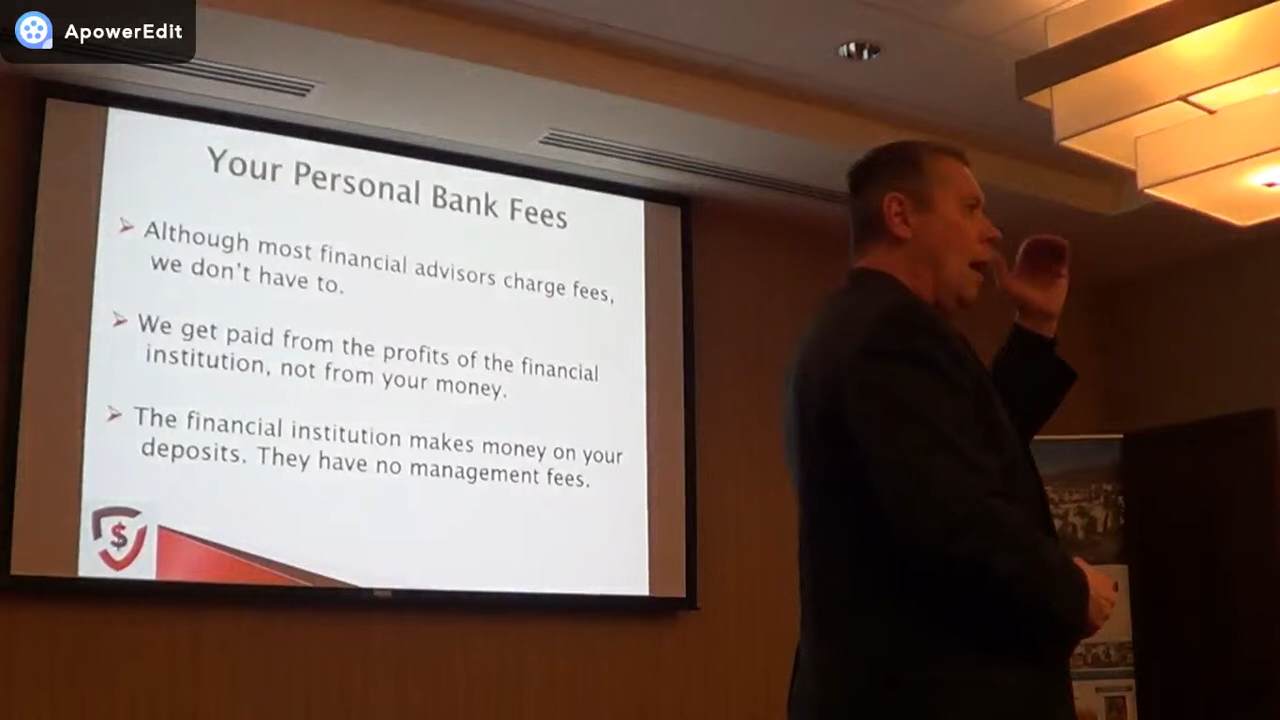 ApowerEdit
Your Personal Bank Fees
Although most financial advisors charge fees,
we don't have to.
We get paid from the profits of the financial
institution, not from your money.
The financial institution makes money on your
deposits. They have no management fees.
$